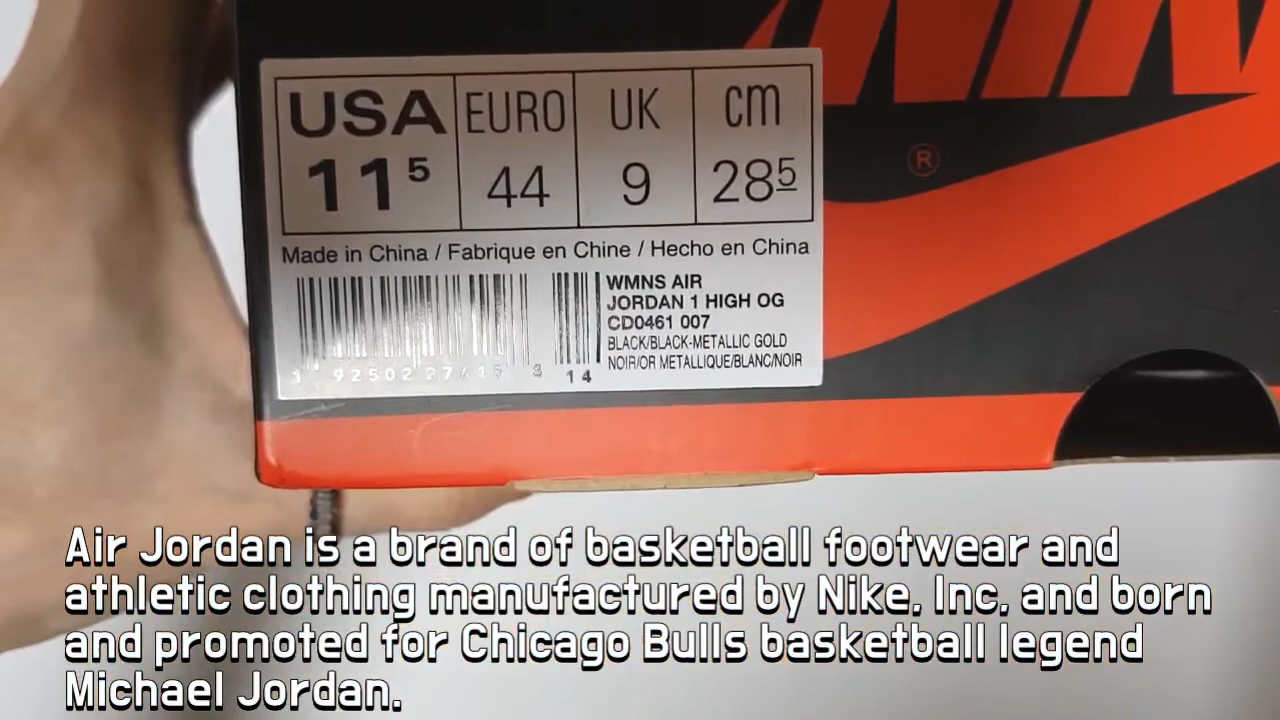 USA EURO UK cm
11⁵ 44 9 28⁵
Made in China / Fabrique en Chine / Hecho en China
WMNS AIR
JORDAN 1 HIGH OG
CD0461 007
BLACK/BLACK-METALLIC GOLD
NOIR/OR METALLIQUE/BLANC/NOIR
14
®
Air Jordan is a brand of basketball footwear and
athletic clothing manufactured by Nike, Inc. and born
and promoted for Chicago Bulls basketball legend
Michael Jordan.